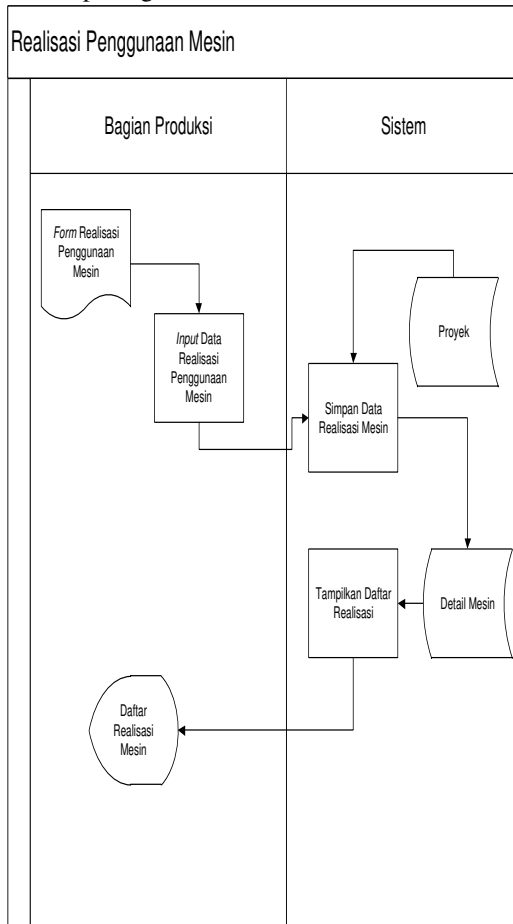 Realisasi Penggunaan Mesin
Bagian Produksi
Sistem
Form Realisasi
Penggunaan
Mesin
Input Data
Realisasi
Penggunaan
Mesin
Proyek
Simpan Data
Realisasi Mesin
Tampilkan Daftar
Realisasi
Detail Mesin
Daftar
Realisasi
Mesin